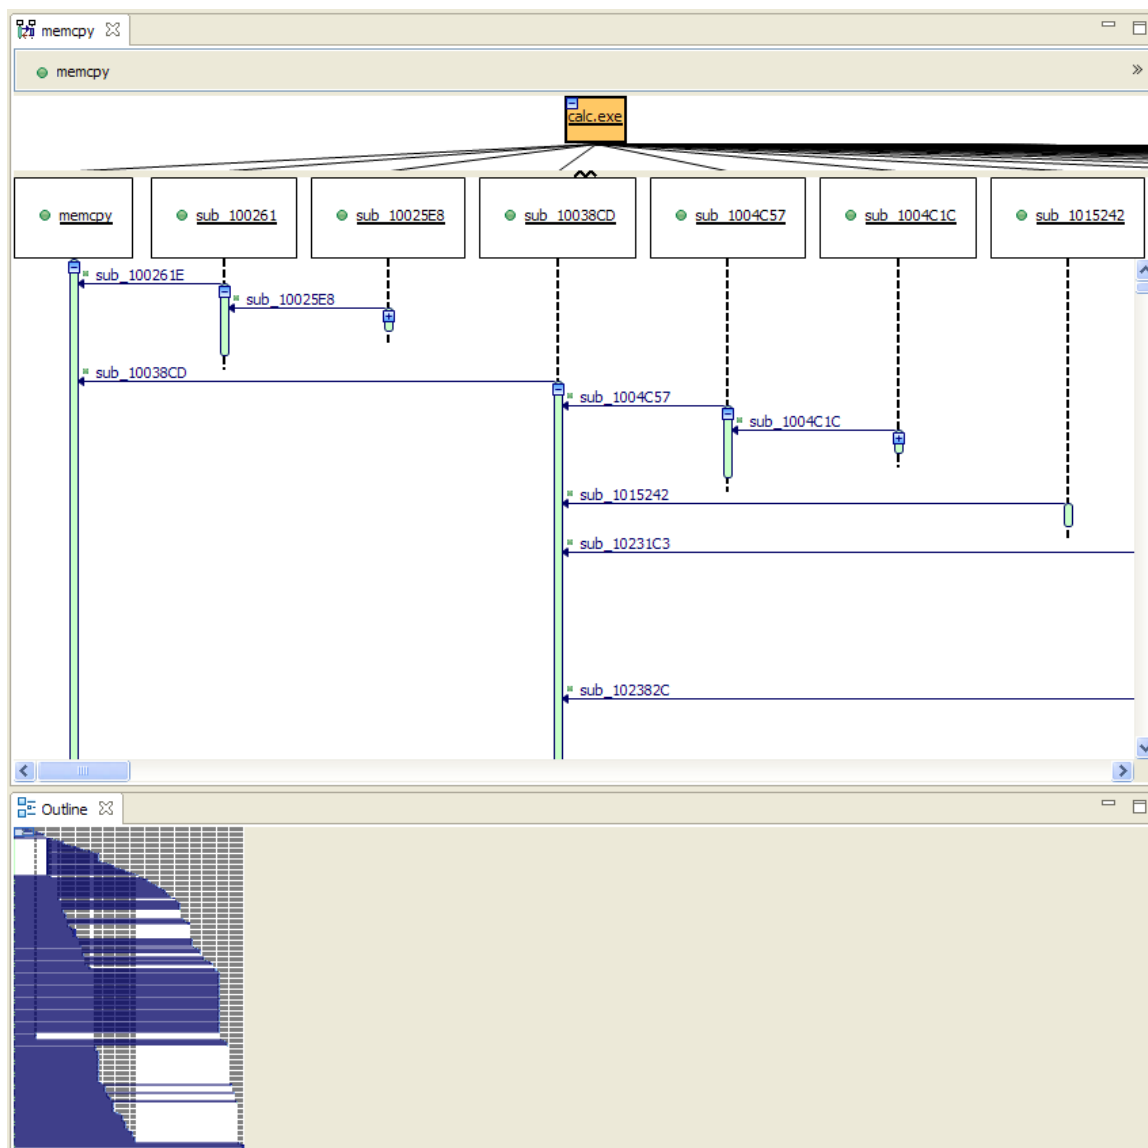 memcpy
memcpy
calc.exe
memcpy
sub_100261
sub_10025E8
sub_10038CD
sub_1004C57
sub_1004C1C
sub_1015242
sub_100261E
sub_10025E8
sub_10038CD
sub_1004C57
sub_1004C1C
sub_1015242
sub_10231C3
sub_102382C
Outline